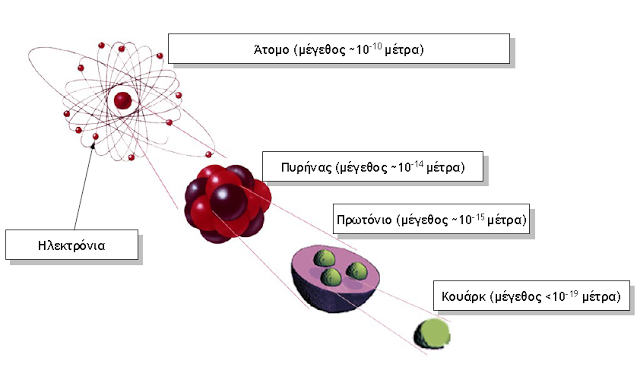 Άτομο (μέγεθος ~10⁻¹⁰ μέτρα)
Πυρήνας (μέγεθος ~10⁻¹⁴ μέτρα)
Πρωτόνιο (μέγεθος ~10⁻¹⁵ μέτρα)
Ηλεκτρόνια
Κουάρκ (μέγεθος <10⁻¹⁹ μέτρα)